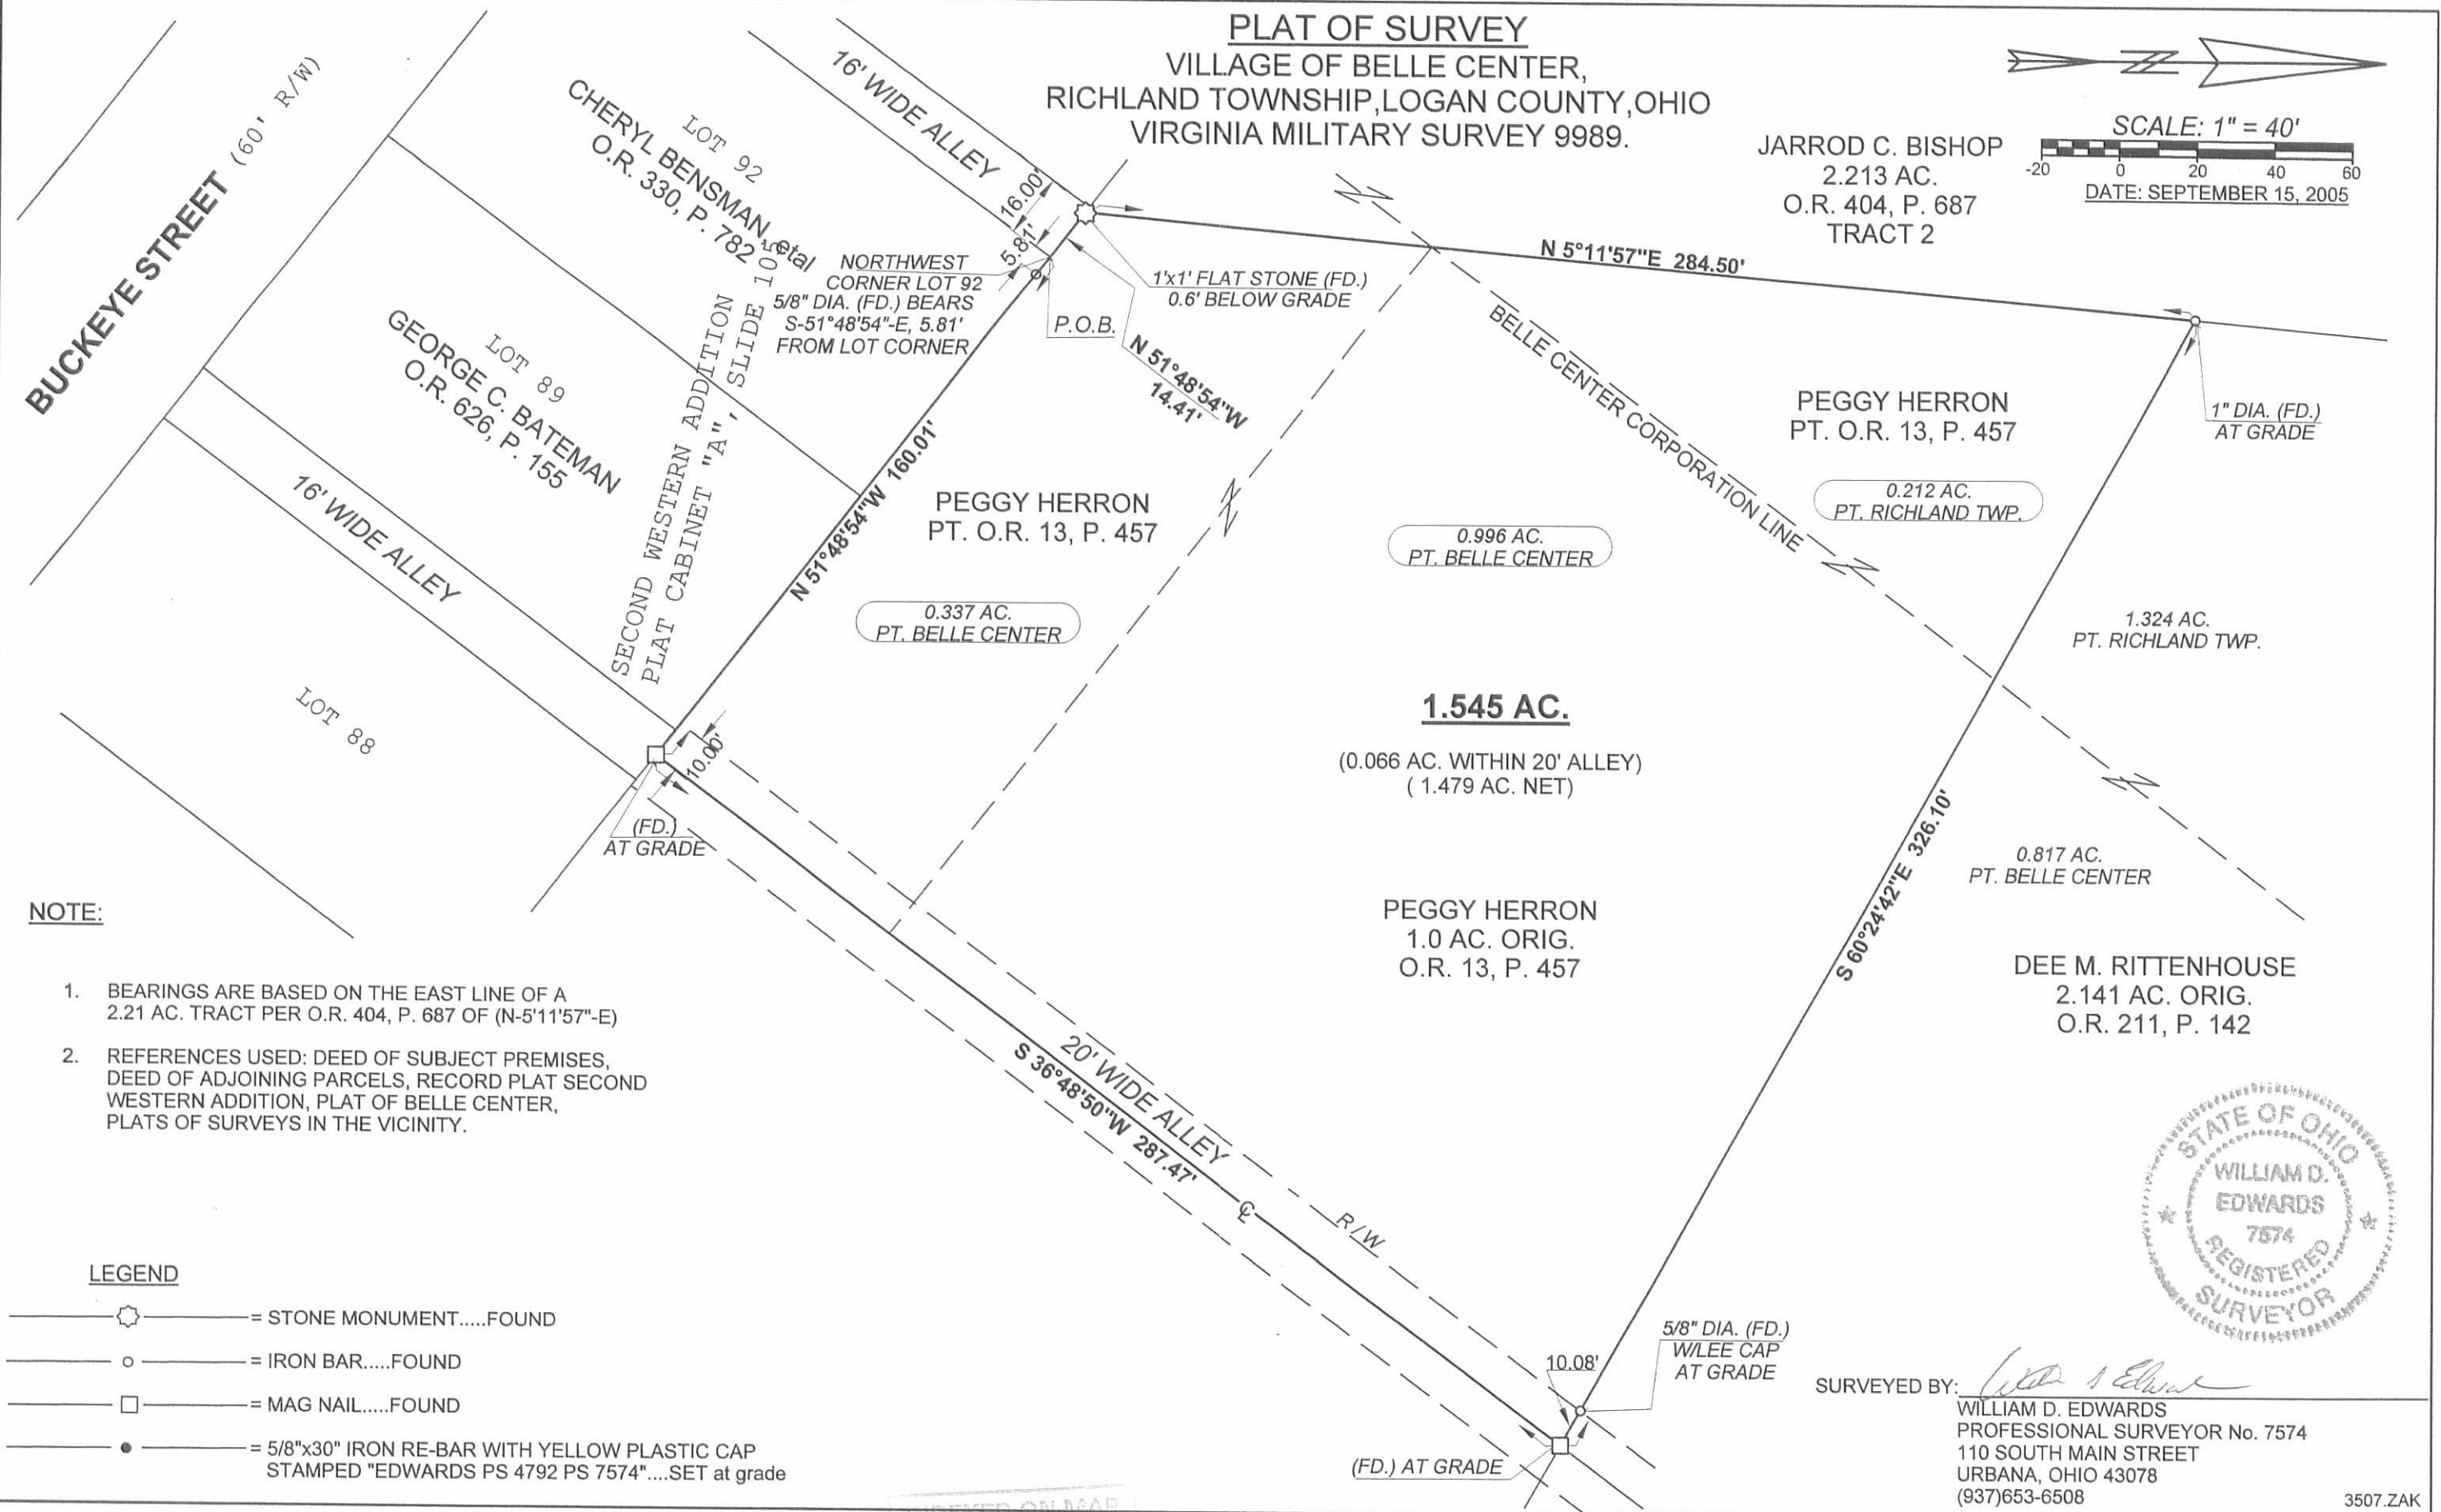 PLAT OF SURVEY
VILLAGE OF BELLE CENTER,
RICHLAND TOWNSHIP,LOGAN COUNTY,OHIO
VIRGINIA MILITARY SURVEY 9989.
SCALE: 1" = 40'
-20 0 20 40 60
DATE: SEPTEMBER 15, 2005
JARROD C. BISHOP
2.213 AC.
O.R. 404, P. 687
TRACT 2
BUCKEYE STREET (60' R/W)
LOT 92
CHERYL BENSMAN, etal
O.R. 330, P. 782
16' WIDE ALLEY
16.00'
5.81'
NORTHWEST
CORNER LOT 92
5/8" DIA. (FD.) BEARS
S-51°48'54"-E, 5.81'
FROM LOT CORNER
P.O.B.
1'x1' FLAT STONE (FD.)
0.6' BELOW GRADE
N 51°48'54"W
14.41'
N 5°11'57"E 284.50'
BELLE CENTER CORPORATION LINE
1" DIA. (FD.)
AT GRADE
LOT 89
GEORGE C. BATEMAN
O.R. 626, P. 155
16' WIDE ALLEY
LOT 88
SECOND WESTERN ADDITION
PLAT CABINET "A", SLIDE 105
N 51°48'54"W 160.01'
PEGGY HERRON
PT. O.R. 13, P. 457
0.337 AC.
PT. BELLE CENTER
0.996 AC.
PT. BELLE CENTER
PEGGY HERRON
PT. O.R. 13, P. 457
0.212 AC.
PT. RICHLAND TWP.
1.324 AC.
PT. RICHLAND TWP.
1.545 AC.
(0.066 AC. WITHIN 20' ALLEY)
( 1.479 AC. NET)
10.00'
(FD.)
AT GRADE
S 60°24'42"E 326.10'
0.817 AC.
PT. BELLE CENTER
PEGGY HERRON
1.0 AC. ORIG.
O.R. 13, P. 457
DEE M. RITTENHOUSE
2.141 AC. ORIG.
O.R. 211, P. 142
20' WIDE ALLEY
S 36°48'50"W 287.47'
R/W
NOTE:
1. BEARINGS ARE BASED ON THE EAST LINE OF A
2.21 AC. TRACT PER O.R. 404, P. 687 OF (N-5'11'57"-E)
2. REFERENCES USED: DEED OF SUBJECT PREMISES,
DEED OF ADJOINING PARCELS, RECORD PLAT SECOND
WESTERN ADDITION, PLAT OF BELLE CENTER,
PLATS OF SURVEYS IN THE VICINITY.
LEGEND
= STONE MONUMENT.....FOUND
= IRON BAR.....FOUND
= MAG NAIL.....FOUND
= 5/8"x30" IRON RE-BAR WITH YELLOW PLASTIC CAP
STAMPED "EDWARDS PS 4792 PS 7574"....SET at grade
10.08'
5/8" DIA. (FD.)
W/LEE CAP
AT GRADE
(FD.) AT GRADE
STATE OF OHIO
WILLIAM D.
EDWARDS
7574
REGISTERED
SURVEYOR
SURVEYED BY:
WILLIAM D. EDWARDS
PROFESSIONAL SURVEYOR No. 7574
110 SOUTH MAIN STREET
URBANA, OHIO 43078
(937)653-6508
3507.ZAK